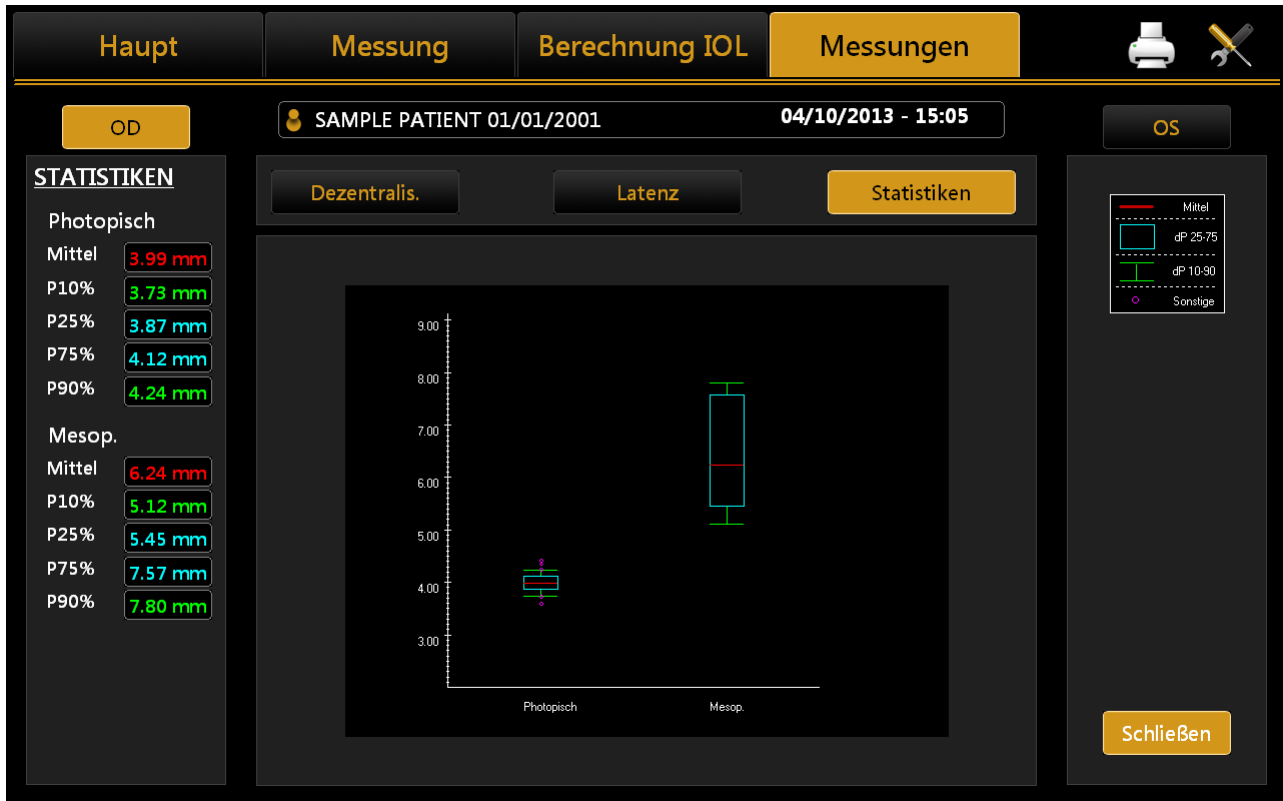 Haupt
Messung
Berechnung IOL
Messungen
OD
SAMPLE PATIENT 01/01/2001
04/10/2013 - 15:05
OS
STATISTIKEN
Photopisch
Mittel 3.99 mm
P10% 3.73 mm
P25% 3.87 mm
P75% 4.12 mm
P90% 4.24 mm
Mesop.
Mittel 6.24 mm
P10% 5.12 mm
P25% 5.45 mm
P75% 7.57 mm
P90% 7.80 mm
Dezentralis.
Latenz
Statistiken
9.00
8.00
7.00
6.00
5.00
4.00
3.00
Photopisch
Mesop.
Mittel
dP 25-75
dP 10-90
Sonstige
Schließen